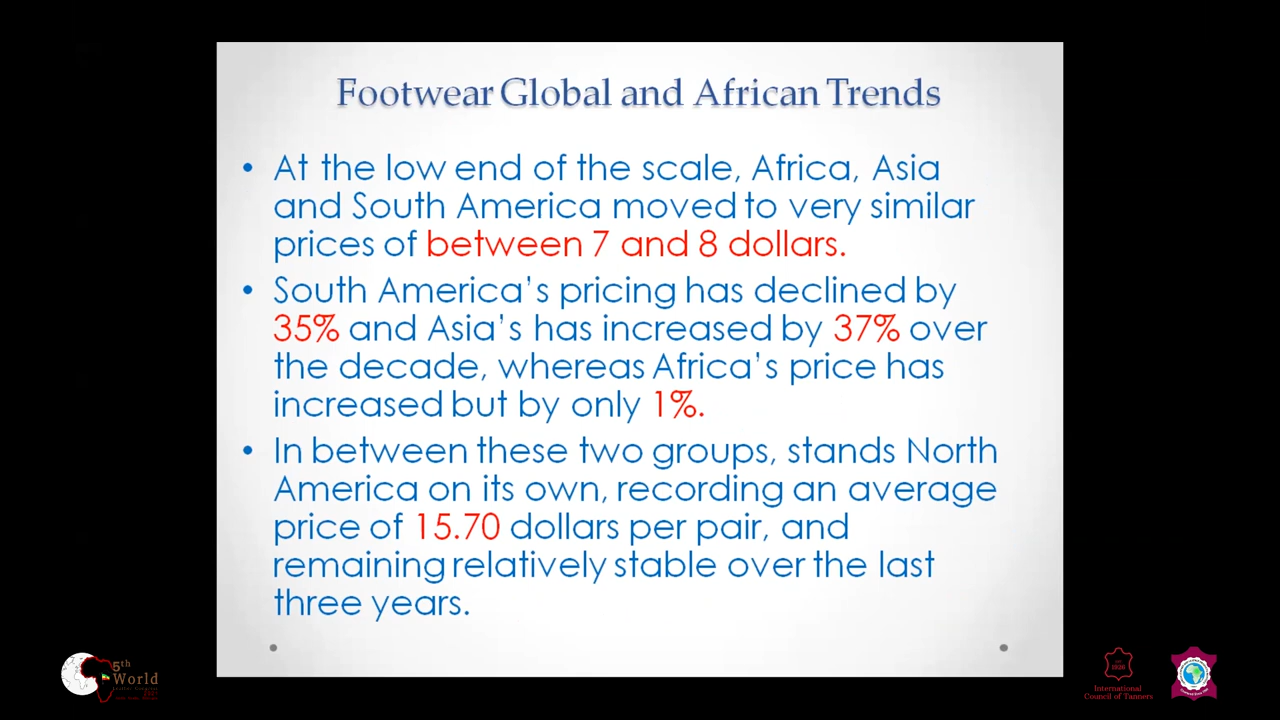 Footwear Global and African Trends
• At the low end of the scale, Africa, Asia
and South America moved to very similar
prices of between 7 and 8 dollars.
• South America's pricing has declined by
35% and Asia's has increased by 37% over
the decade, whereas Africa's price has
increased but by only 1%.
• In between these two groups, stands North
America on its own, recording an average
price of 15.70 dollars per pair, and
remaining relatively stable over the last
three years.
5th
World
International
Council of Tanners